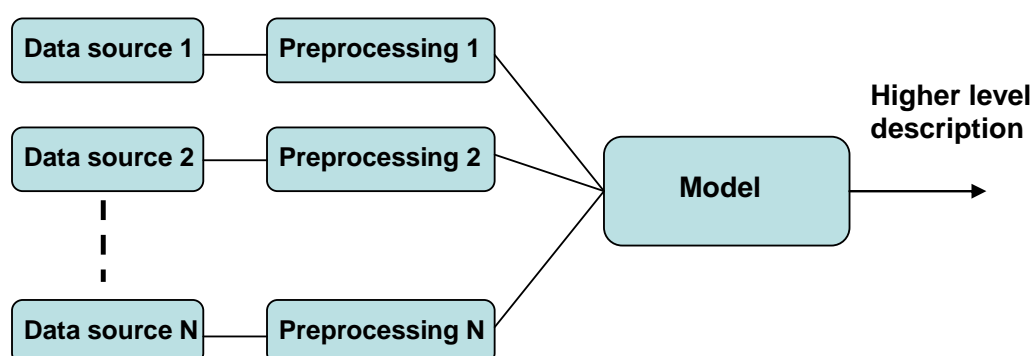 Data source 1
Preprocessing 1
Higher level
description
Data source 2
Preprocessing 2
Model
Data source N
Preprocessing N